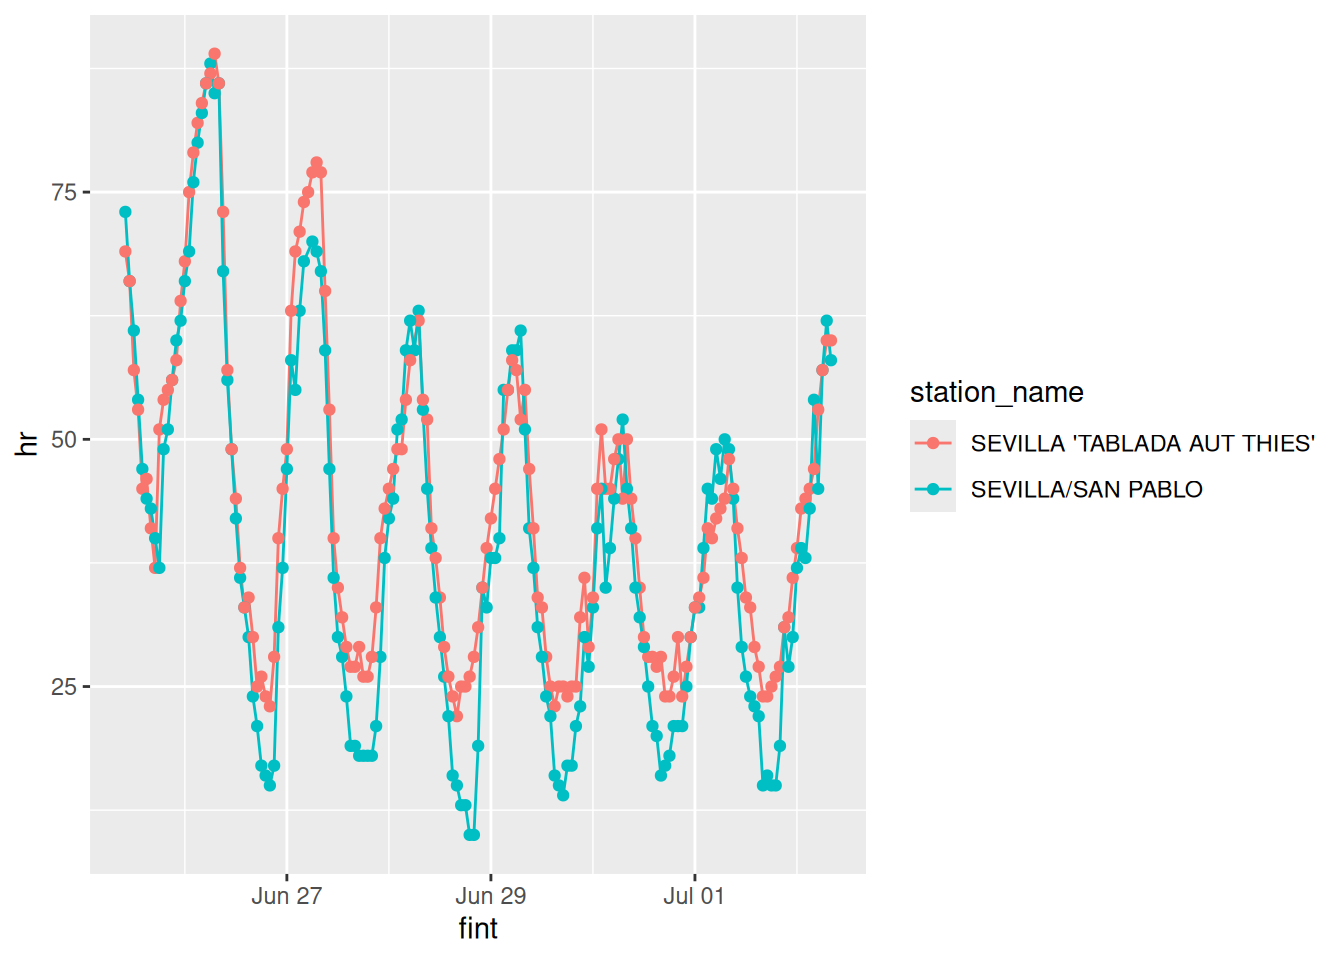 75
50
25
hr
Jun 27
Jun 29
Jul 01
fint
station_name
SEVILLA 'TABLADA AUT THIES'
SEVILLA/SAN PABLO